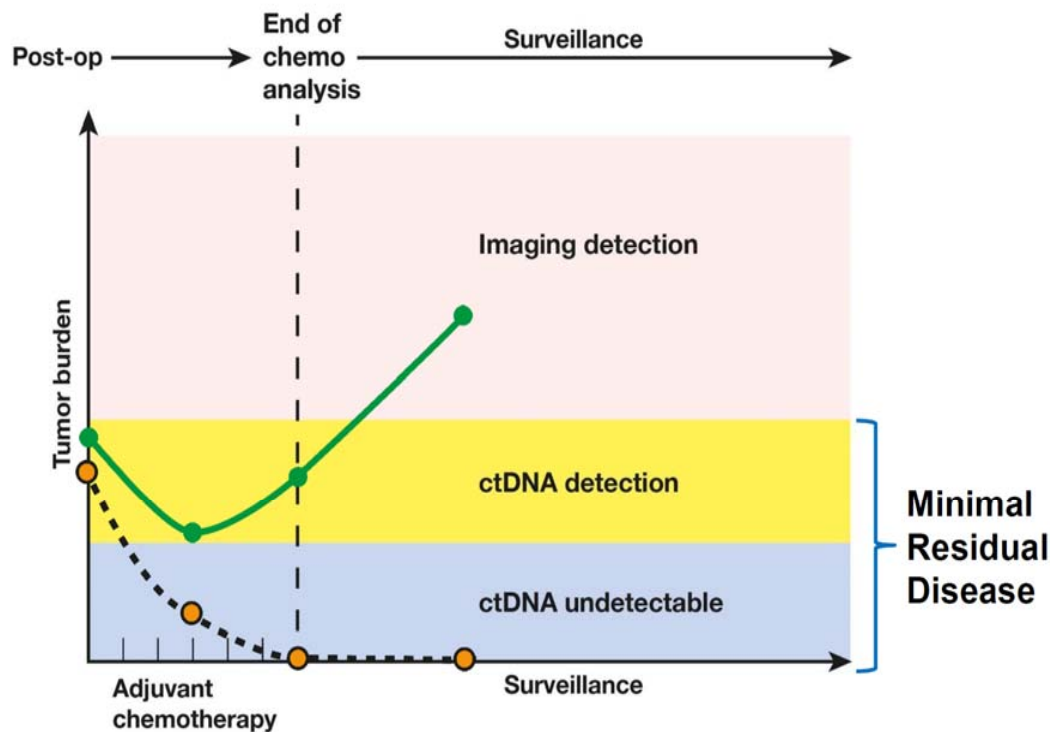 Post-op
End of
chemo
analysis
Surveillance
Tumor burden
Imaging detection
ctDNA detection
ctDNA undetectable
Minimal
Residual
Disease
Adjuvant
chemotherapy
Surveillance